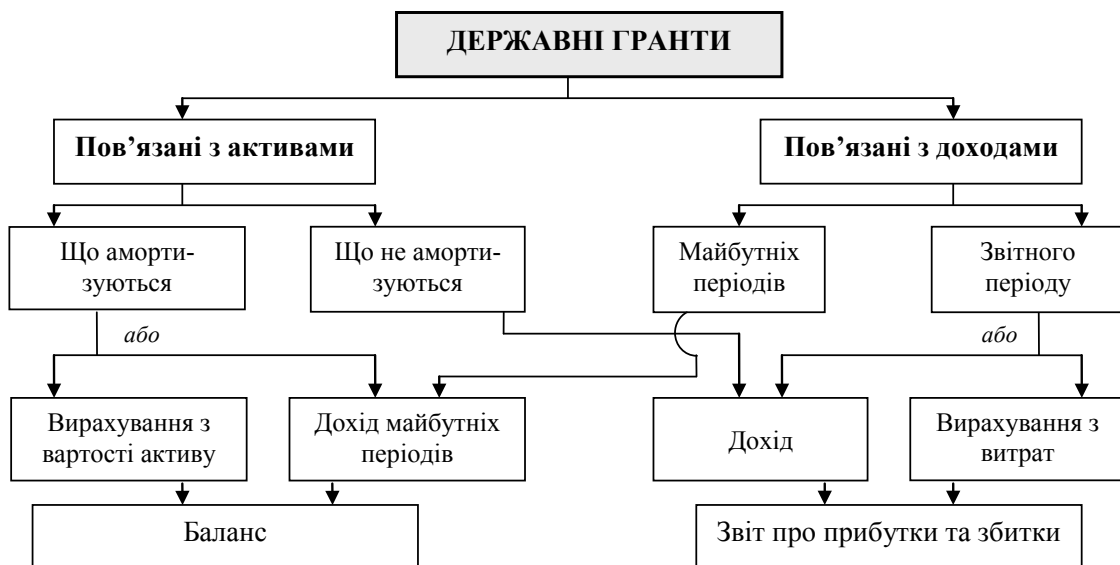 ДЕРЖАВНІ ГРАНТИ
Пов’язані з активами
Пов’язані з доходами
Що аморти-
зуються
Що не аморти-
зуються
Майбутніх
періодів
Звітного
періоду
або
або
Вирахування з
вартості активу
Дохід майбутніх
періодів
Дохід
Вирахування з
витрат
Баланс
Звіт про прибутки та збитки